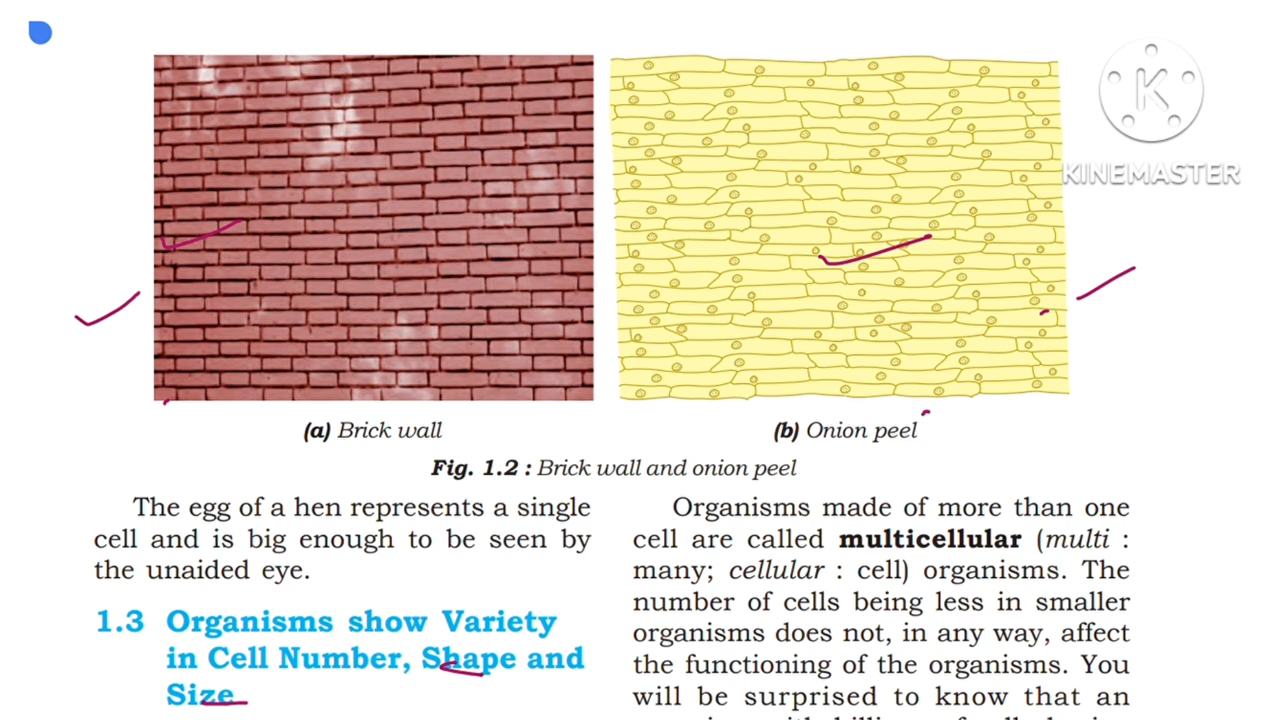 K
KINEMASTER
(a) Brick wall
(b) Onion peel
Fig. 1.2 : Brick wall and onion peel
The egg of a hen represents a single
cell and is big enough to be seen by
the unaided eye.
1.3 Organisms show Variety
in Cell Number, Shape and
Size
Organisms made of more than one
cell are called multicellular (multi :
many; cellular : cell) organisms. The
number of cells being less in smaller
organisms does not, in any way, affect
the functioning of the organisms. You
will be surprised to know that an